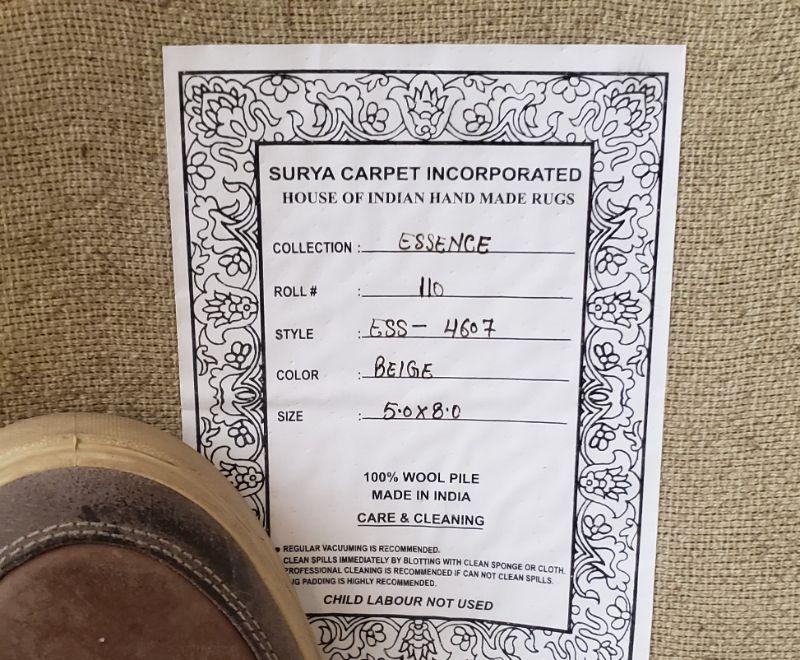 SURYA CARPET INCORPORATED
HOUSE OF INDIAN HAND MADE RUGS
COLLECTION : ESSENCE
ROLL # : 110
STYLE : ESS - 4607
COLOR : BEIGE
SIZE : 5.0x8.0
100% WOOL PILE
MADE IN INDIA
CARE & CLEANING
• REGULAR VACUUMING IS RECOMMENDED.
CLEAN SPILLS IMMEDIATELY BY BLOTTING WITH CLEAN SPONGE OR CLOTH.
PROFESSIONAL CLEANING IS RECOMMENDED IF CAN NOT CLEAN SPILLS.
PADDING IS HIGHLY RECOMMENDED.
CHILD LABOUR NOT USED